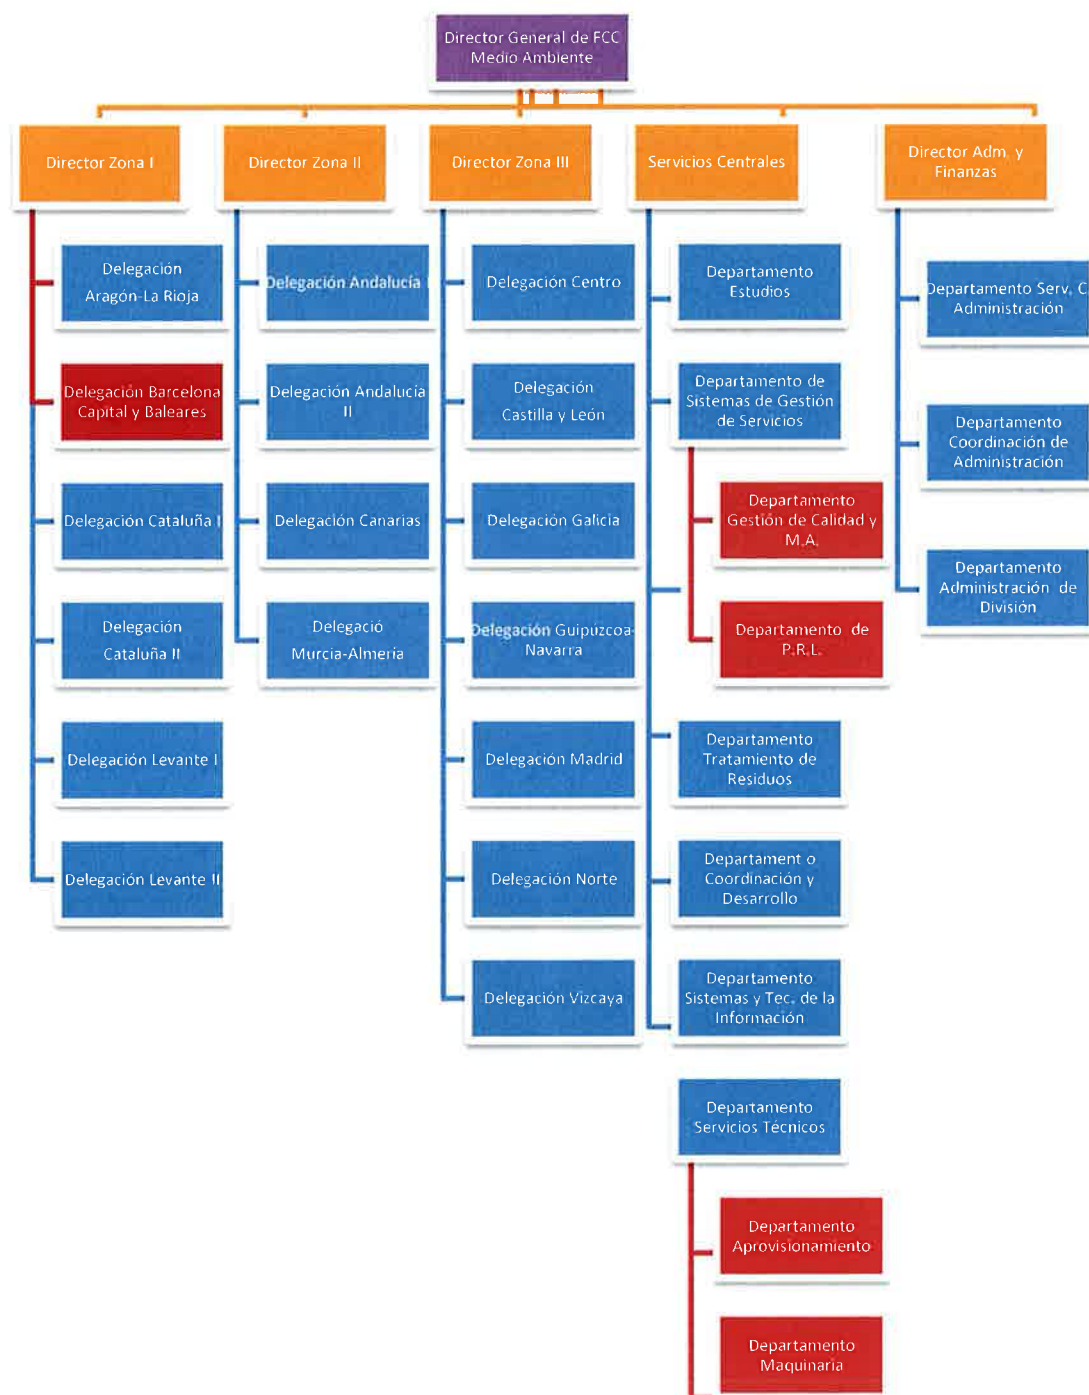 Director General de FCC
Medio Ambiente
Director Zona I
Director Zona II
Director Zona III
Servicios Centrales
Director Adm. y
Finanzas
Delegación
Aragón-La Rioja
Delegación Barcelona
Capital y Baleares
Delegación Cataluña I
Delegación
Cataluña II
Delegación Levante I
Delegación Levante II
Delegación Andalucía I
Delegación Andalucía
II
Delegación Canarias
Delegació
Murcia-Almería
Delegación Centro
Delegación
Castilla y León
Delegación Galicia
Delegación Guipuzcoa-
Navarra
Delegación Madrid
Delegación Norte
Delegación Vizcaya
Departamento
Estudios
Departamento de
Sistemas de Gestión
de Servicios
Departamento
Gestión de Calidad y
M.A.
Departamento de
P.R.L.
Departamento
Tratamiento de
Residuos
Departament o
Coordinación y
Desarrollo
Departamento
Sistemas y Tec. de la
Información
Departamento
Servicios Técnicos
Departamento
Aprovisionamiento
Departamento
Maquinaria
Departamento Serv. C.
Administración
Departamento
Coordinación de
Administración
Departamento
Administración de
División